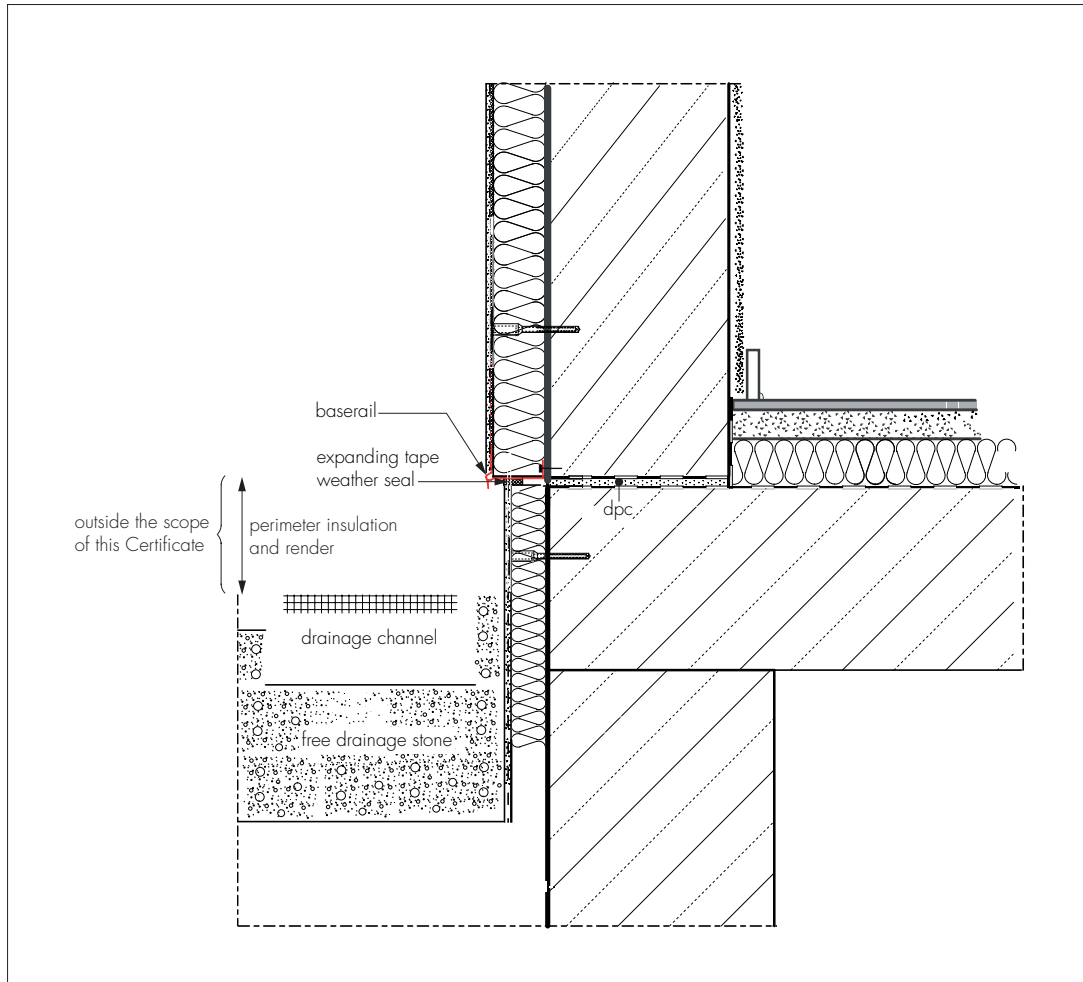 baserail
expanding tape
weather seal
dpc
outside the scope
of this Certificate
perimeter insulation
and render
drainage channel
free drainage stone